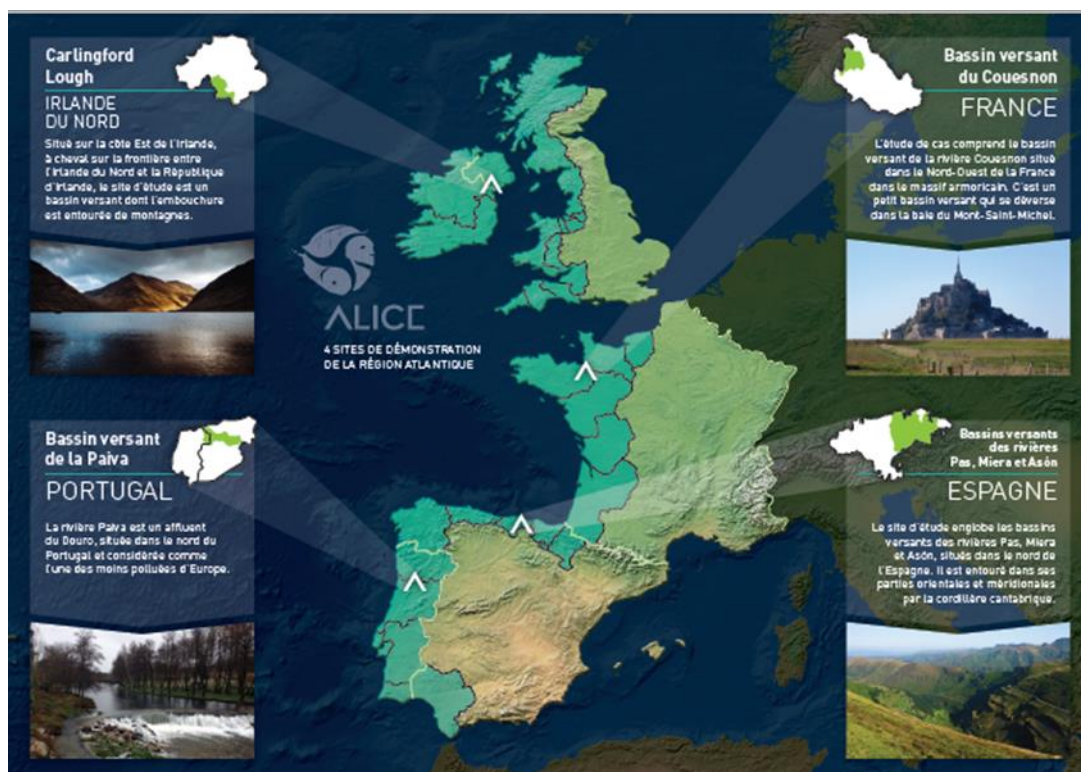 Carlingford
Lough
IRLANDE
DU NORD
Situé sur la côte Est de l'Irlande,
à cheval sur la frontière entre
l'Irlande du Nord et la République
d'Irlande, le site d'étude est un
bassin versant dont l'embouchure
est entourée de montagnes.
Bassin versant
du Couesnon
FRANCE
L'étude de cas comprend le bassin
versant de la rivière Couesnon situé
dans le Nord-Ouest de la France
dans le massif armoricain. C'est un
petit bassin versant qui se déverse
dans la baie du Mont-Saint-Michel.
ALICE
4 SITES DE DÉMONSTRATION
DE LA RÉGION ATLANTIQUE
Bassin versant
de la Paiva
PORTUGAL
La rivière Paiva est un affluent
du Douro, située dans le nord du
Portugal et considérée comme
l'une des moins polluées d'Europe.
Bassins versants
des rivières
Pas, Miera et Asón
ESPAGNE
Le site d'étude englobe les bassins
versants des rivières Pas, Miera
et Asón, situés dans le nord de
l'Espagne. Il est entouré dans ses
parties orientales et méridionales
par la cordillère cantabrique.